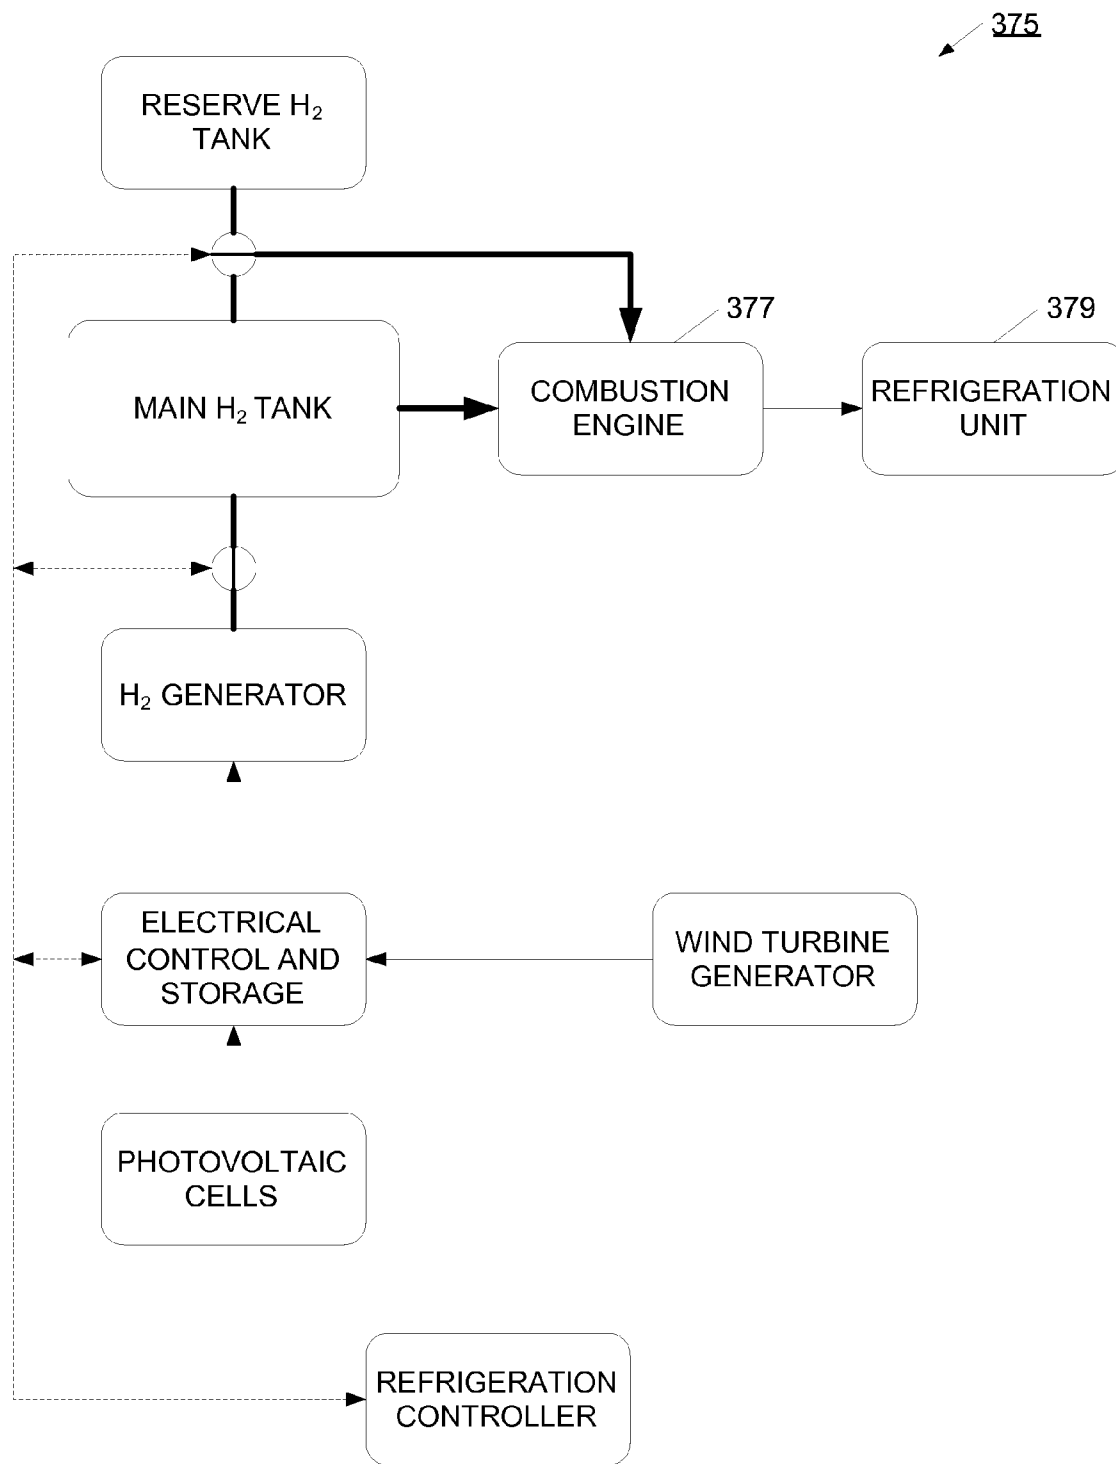 375
RESERVE H₂
TANK
377
379
MAIN H₂ TANK
COMBUSTION
ENGINE
REFRIGERATION
UNIT
H₂ GENERATOR
ELECTRICAL
CONTROL AND
STORAGE
WIND TURBINE
GENERATOR
PHOTOVOLTAIC
CELLS
REFRIGERATION
CONTROLLER